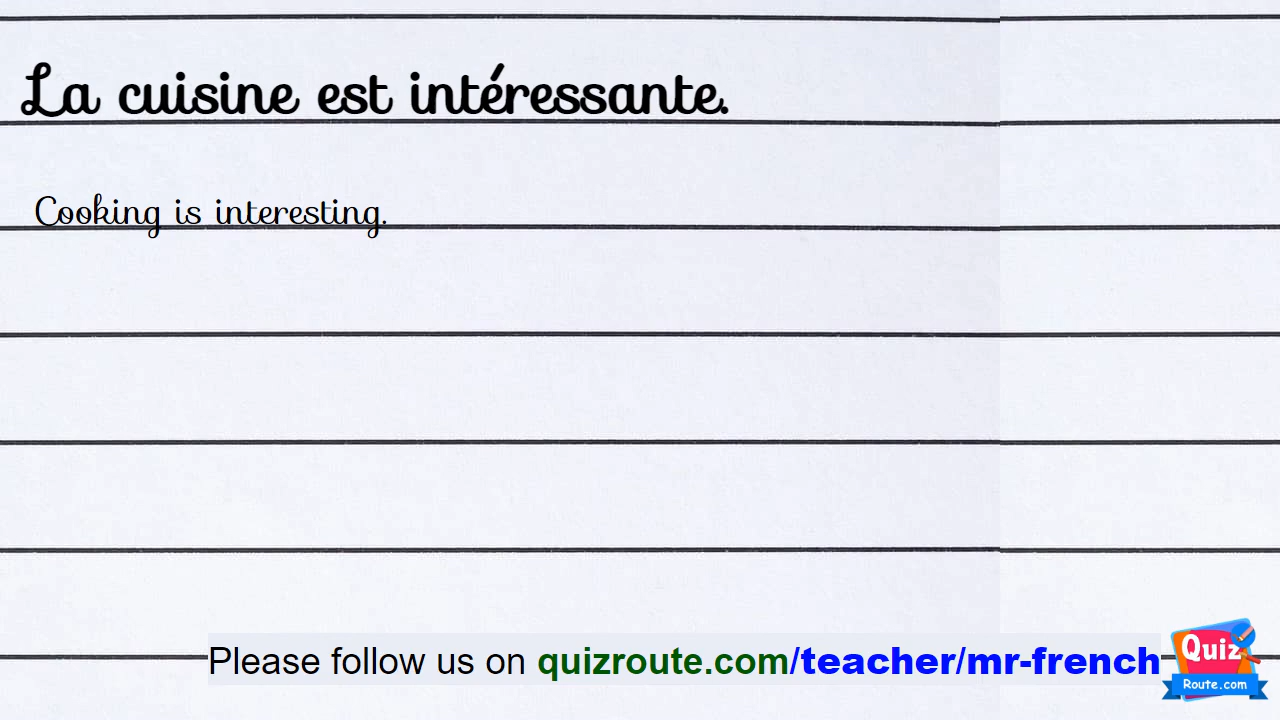 La cuisine est intéressante.
Cooking is interesting.
Please follow us on quizroute.com/teacher/mr-french
Quiz
Route.com